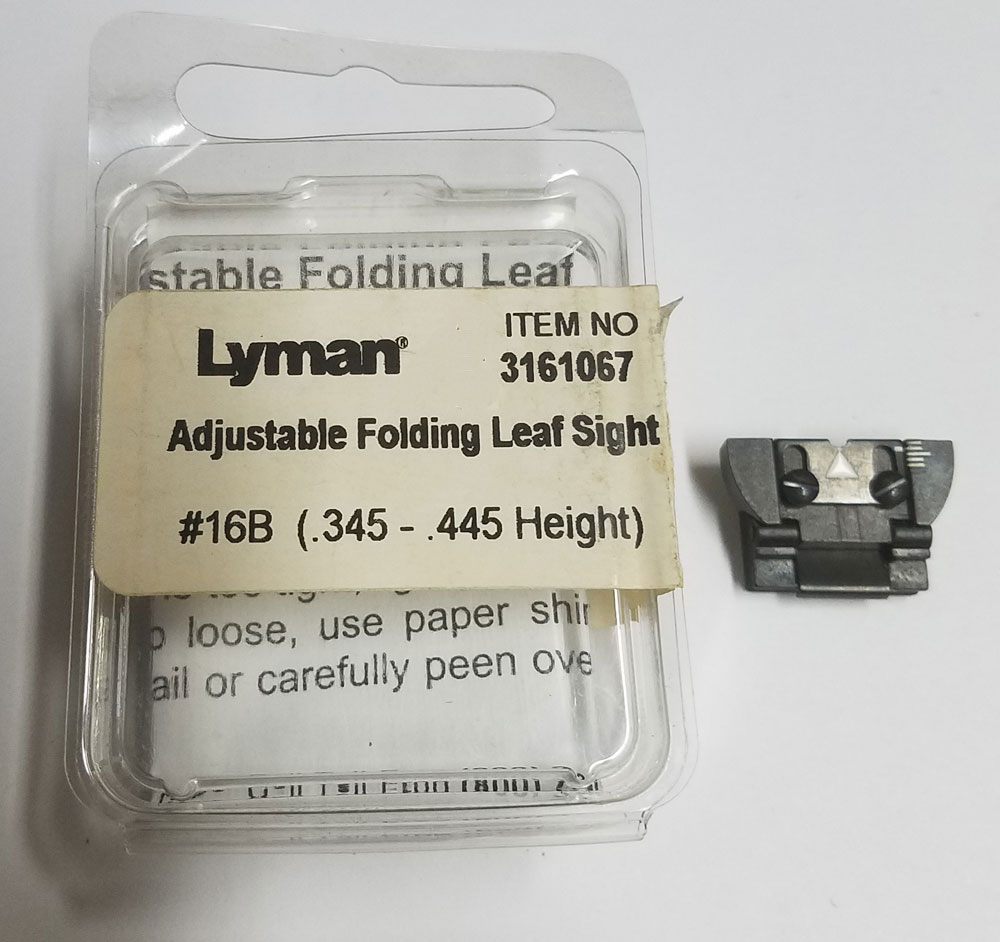 stable Folding Leaf
Lyman®
ITEM NO
3161067
Adjustable Folding Leaf Sight
#16B (.345 - .445 Height)
loose, use paper shi
ail or carefully peen ove